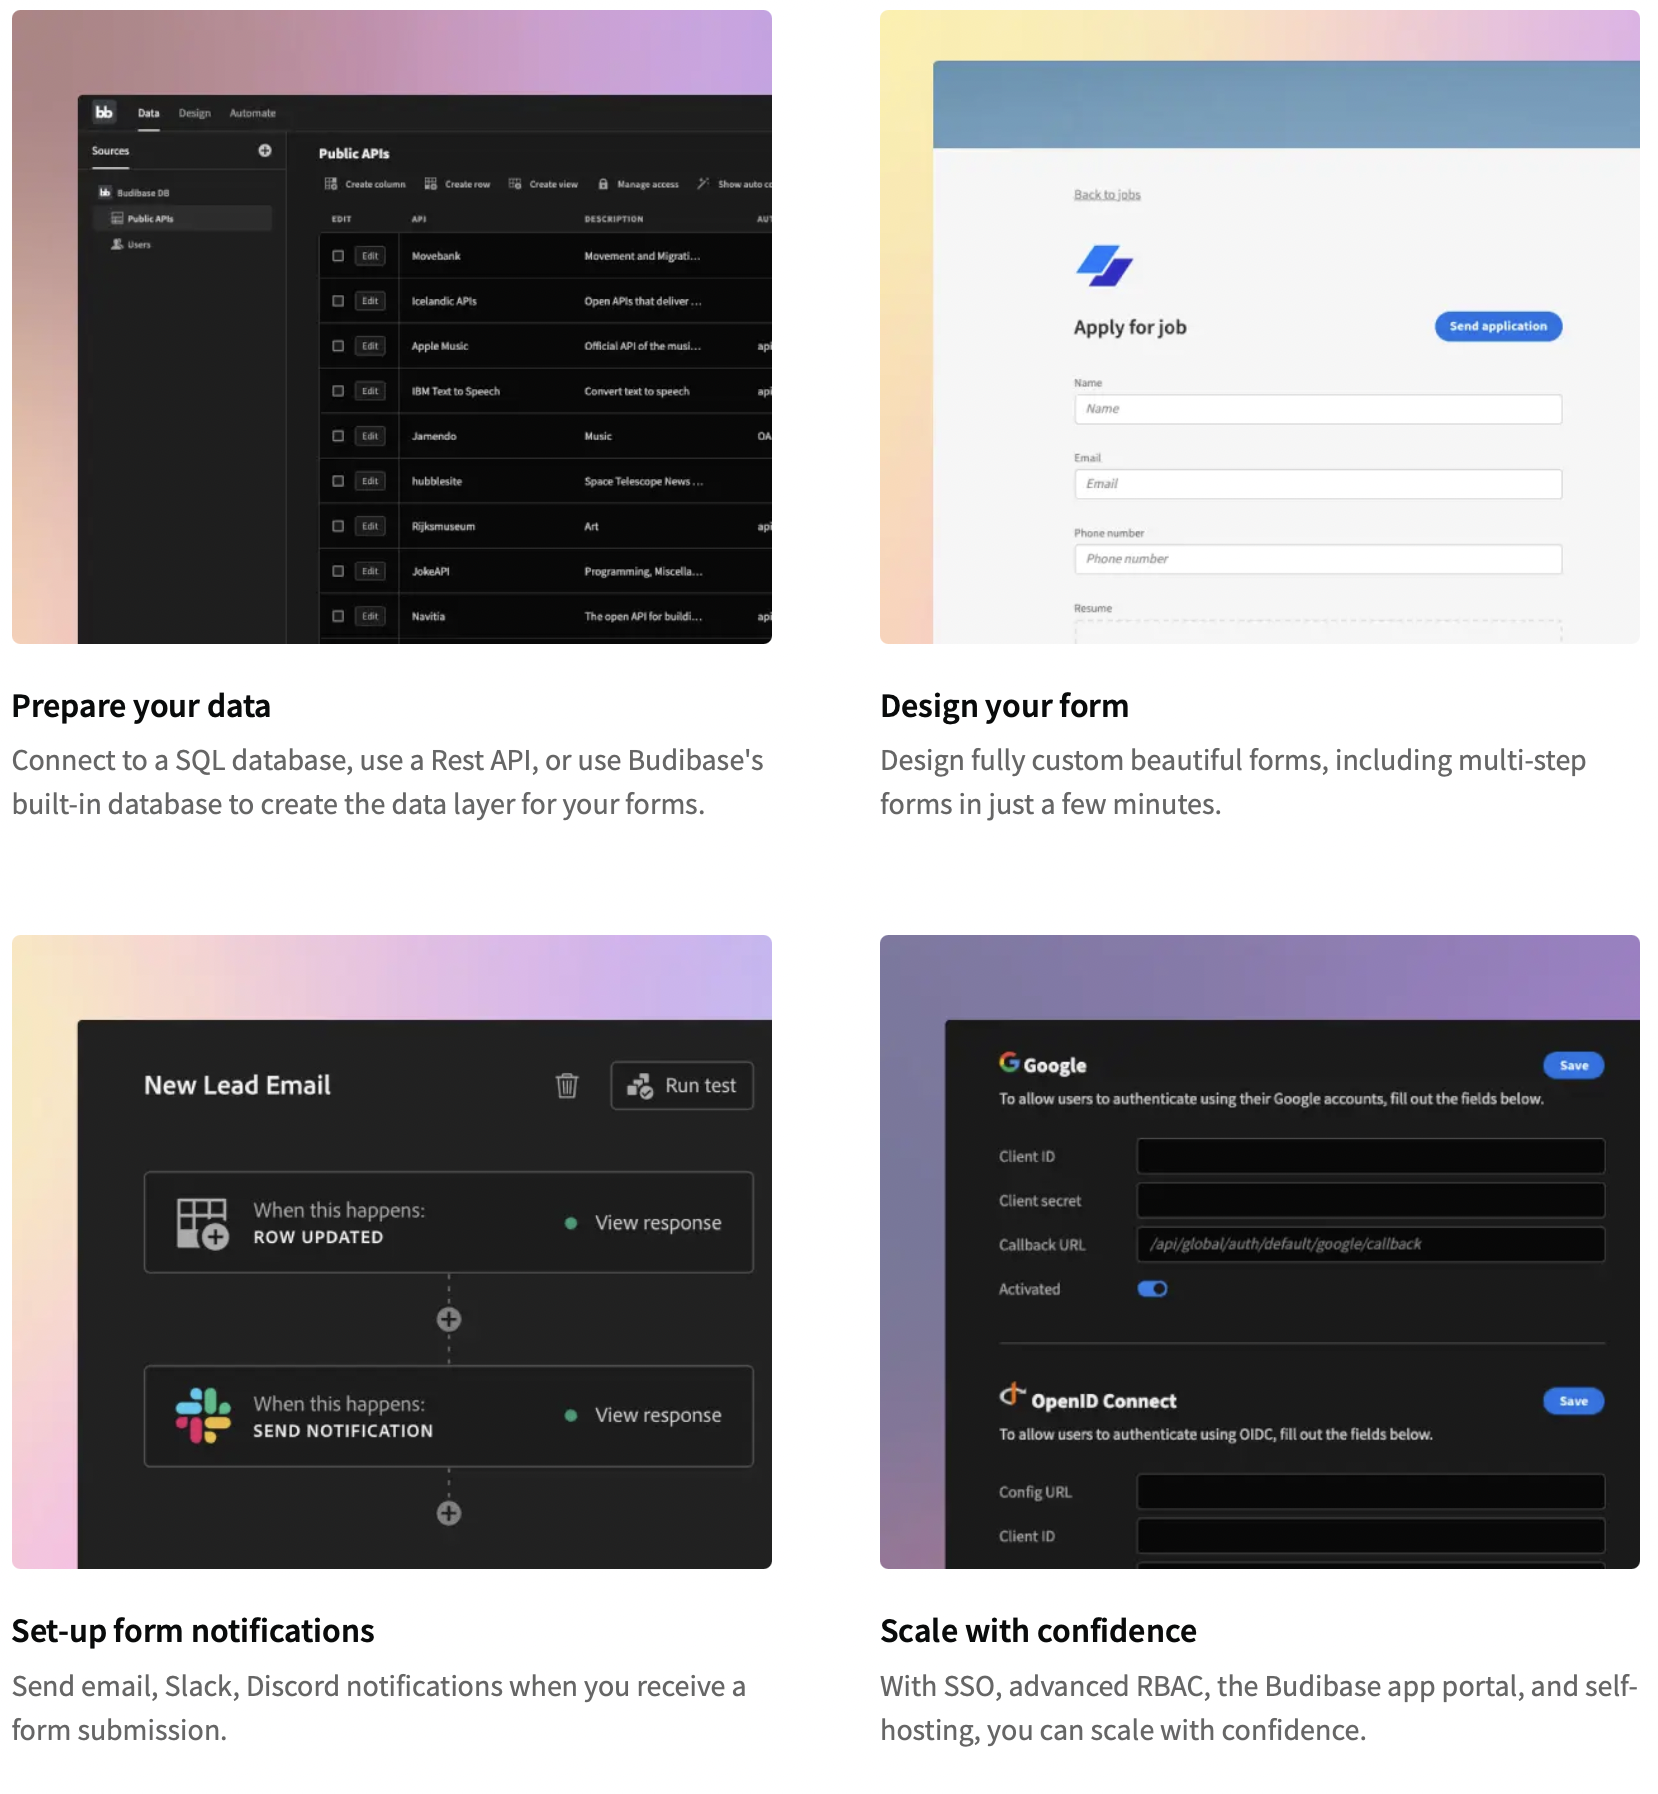 bb Data Design Automate
Sources
bb Budibase DB
Public APIs
Users
Public APIs
Create column Create row Create view Manage access Show auto co
EDIT API DESCRIPTION AUT
Edit Movebank Movement and Migrati...
Edit Icelandic APIs Open APIs that deliver ...
Edit Apple Music Official API of the musi... api
Edit IBM Text to Speech Convert text to speech api
Edit Jamendo Music OA
Edit hubblesite Space Telescope News ...
Edit Rijksmuseum Art api
Edit JokeAPI Programming, Miscella...
Edit Navitia The open API for buildi... api
Prepare your data
Connect to a SQL database, use a Rest API, or use Budibase's
built-in database to create the data layer for your forms.
Back to jobs
Apply for job
Send application
Name
Name
Email
Email
Phone number
Phone number
Resume
Design your form
Design fully custom beautiful forms, including multi-step
forms in just a few minutes.
New Lead Email
Run test
When this happens:
ROW UPDATED
View response
When this happens:
SEND NOTIFICATION
View response
Set-up form notifications
Send email, Slack, Discord notifications when you receive a
form submission.
Google
Save
To allow users to authenticate using their Google accounts, fill out the fields below.
Client ID
Client secret
Callback URL /api/global/auth/default/google/callback
Activated
OpenID Connect
Save
To allow users to authenticate using OIDC, fill out the fields below.
Config URL
Client ID
Scale with confidence
With SSO, advanced RBAC, the Budibase app portal, and self-
hosting, you can scale with confidence.